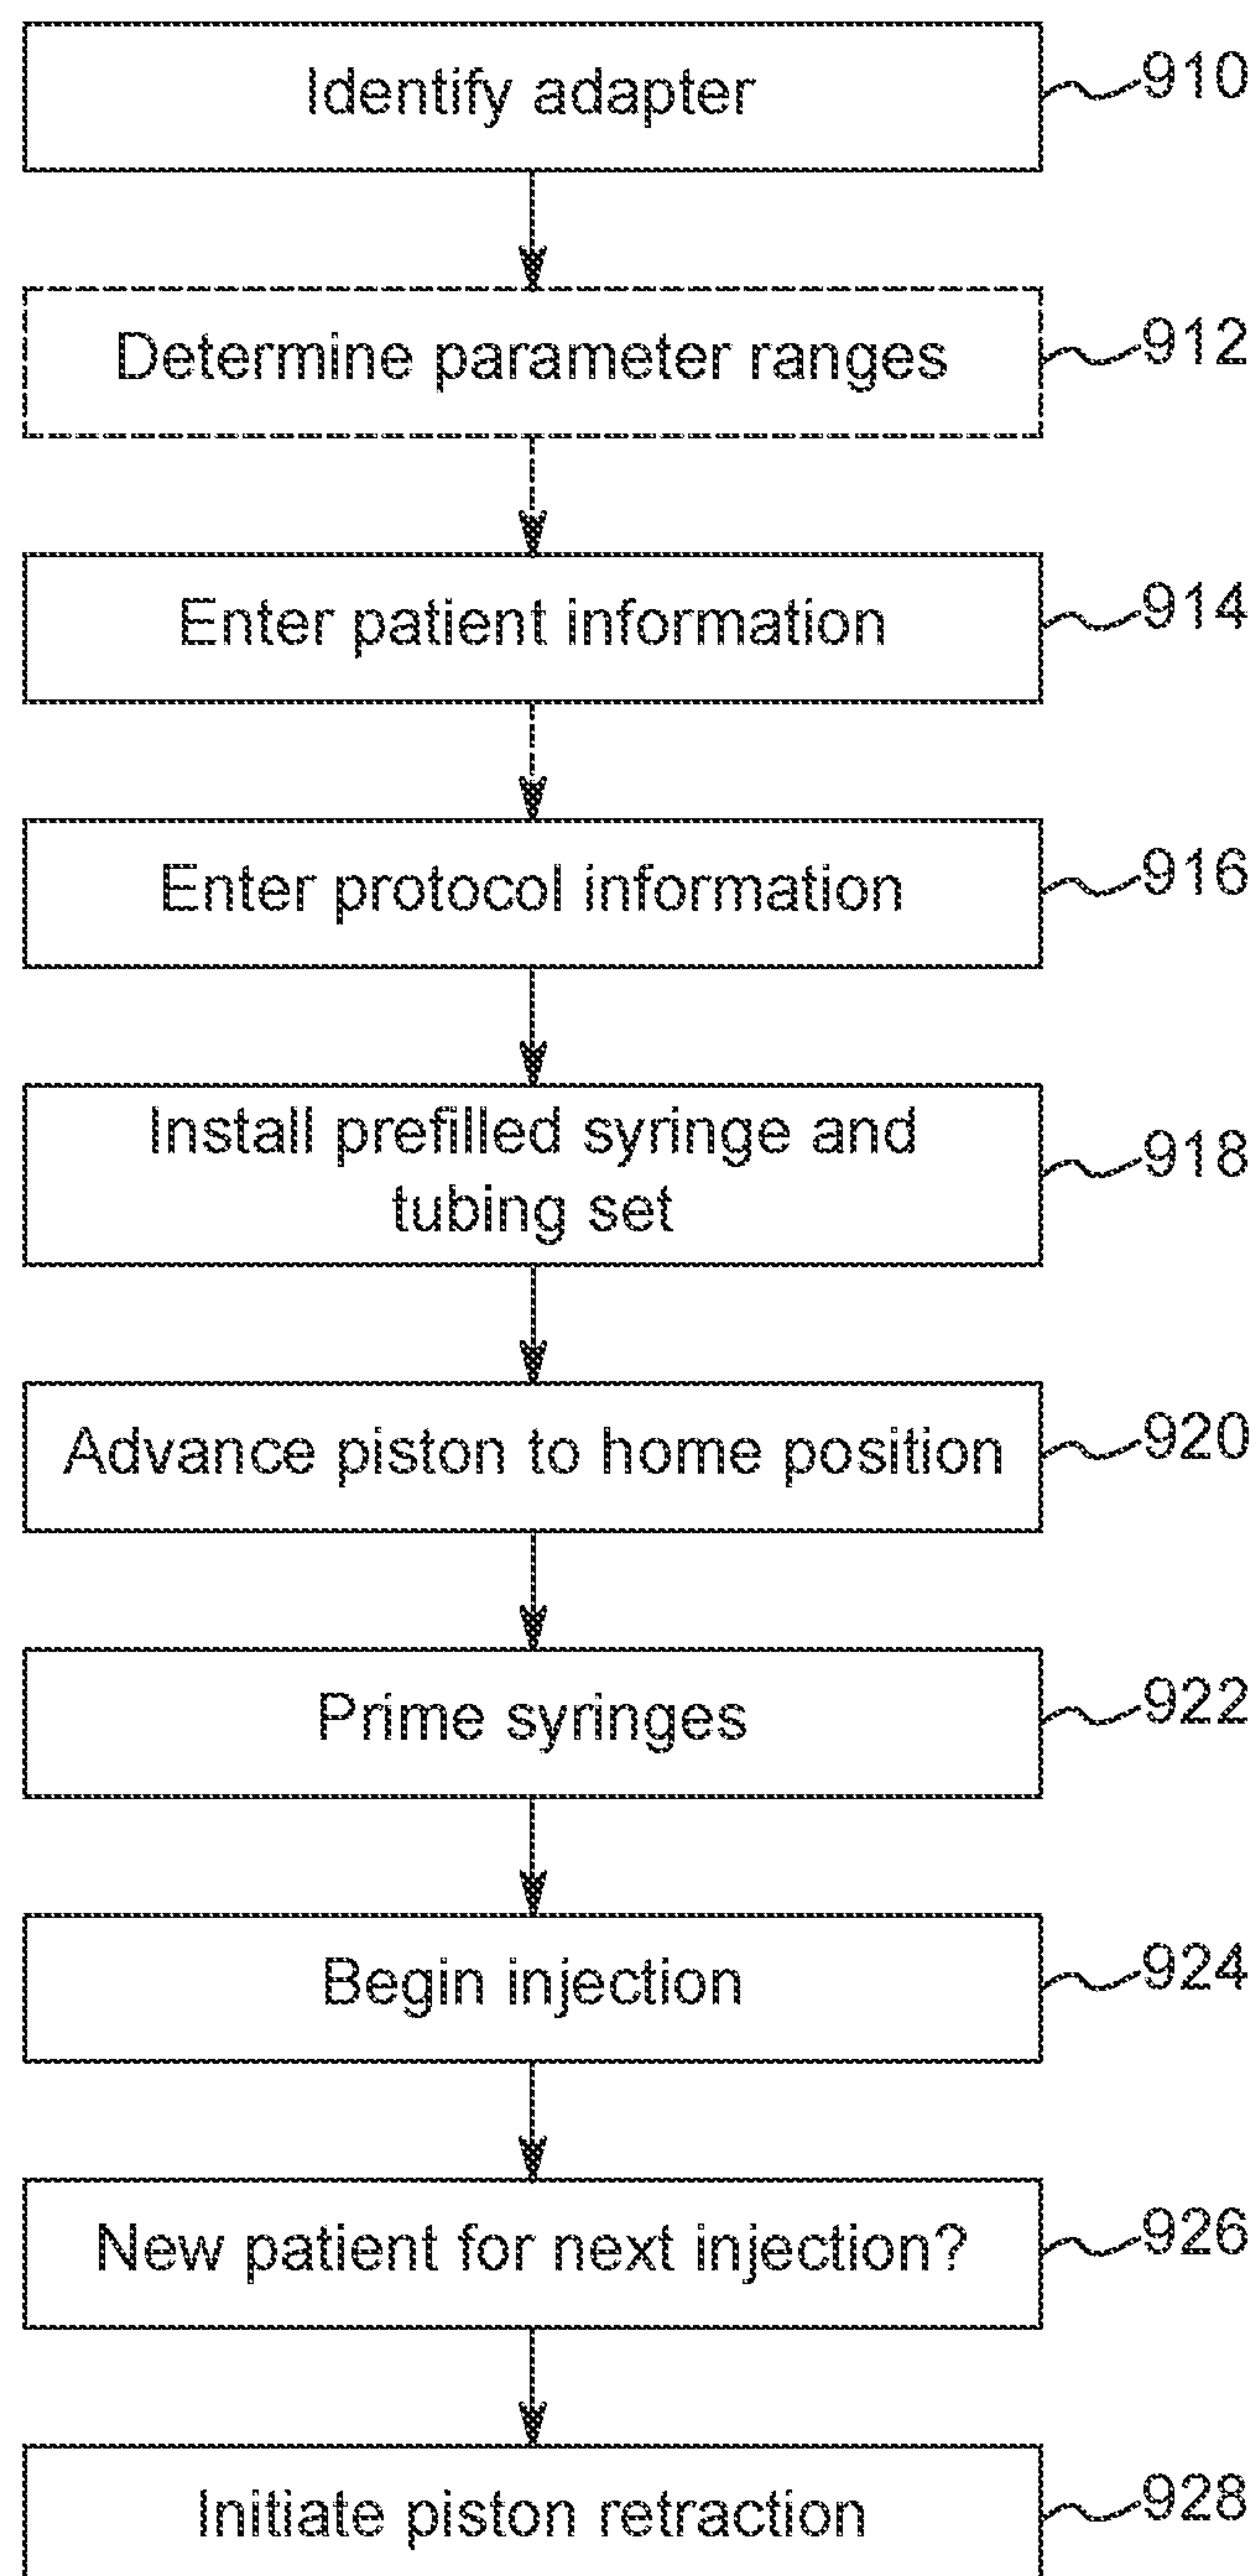 Identify adapter
910
Determine parameter ranges
912
Enter patient information
914
Enter protocol information
916
Install prefilled syringe and
tubing set
918
Advance piston to home position
920
Prime syringes
922
Begin injection
924
New patient for next injection?
926
Initiate piston retraction
928